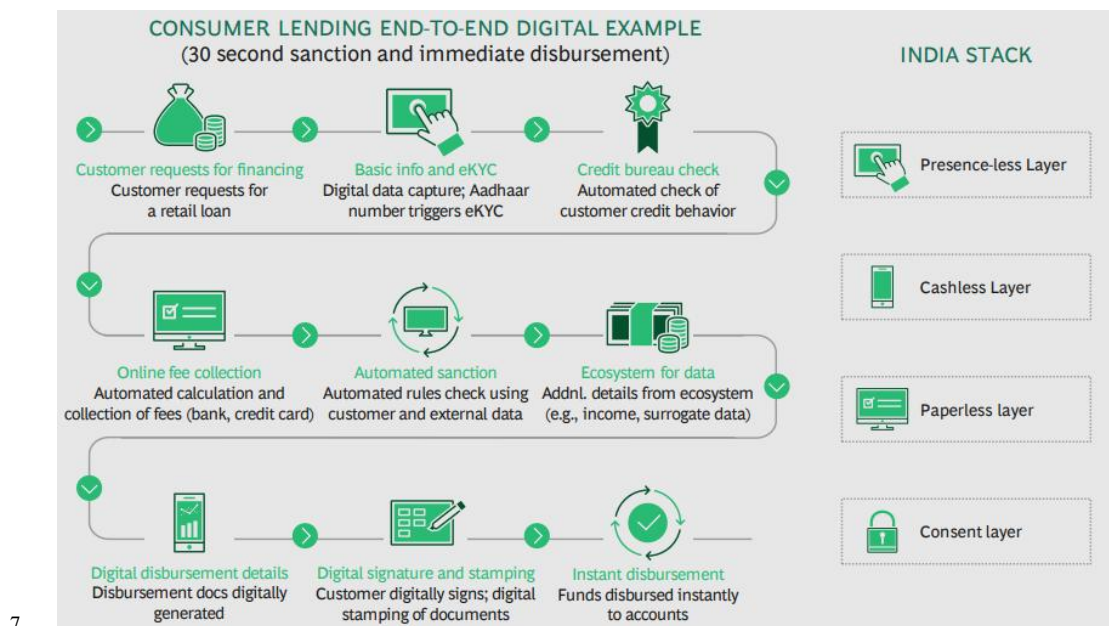 CONSUMER LENDING END-TO-END DIGITAL EXAMPLE
(30 second sanction and immediate disbursement)
INDIA STACK
Customer requests for financing
Customer requests for
a retail loan
Basic info and eKYC
Digital data capture; Aadhaar
number triggers eKYC
Credit bureau check
Automated check of
customer credit behavior
Presence-less Layer
Cashless Layer
Online fee collection
Automated calculation and
collection of fees (bank, credit card)
Automated sanction
Automated rules check using
customer and external data
Ecosystem for data
Addnl. details from ecosystem
(e.g., income, surrogate data)
Paperless layer
Consent layer
Digital disbursement details
Disbursement docs digitally
generated
Digital signature and stamping
Customer digitally signs; digital
stamping of documents
Instant disbursement
Funds disbursed instantly
to accounts
7